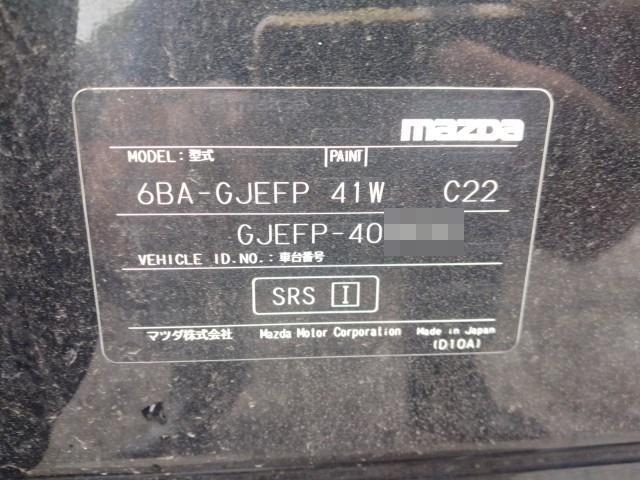 mazda
MODEL: 型式 PAINT
6BA-GJEFP 41W C22
GJEFP-40
VEHICLE ID.NO.: 車台番号
SRS I
マツダ株式会社 Mazda Motor Corporation Made in Japan
(D10A)